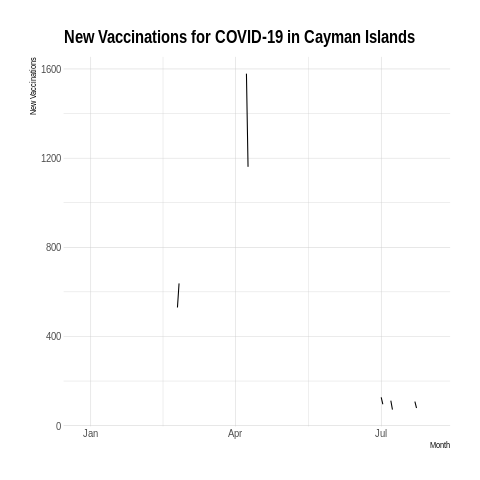 New Vaccinations for COVID-19 in Cayman Islands
New Vaccinations
1600
1200
800
400
0
Jan
Apr
Jul
Month